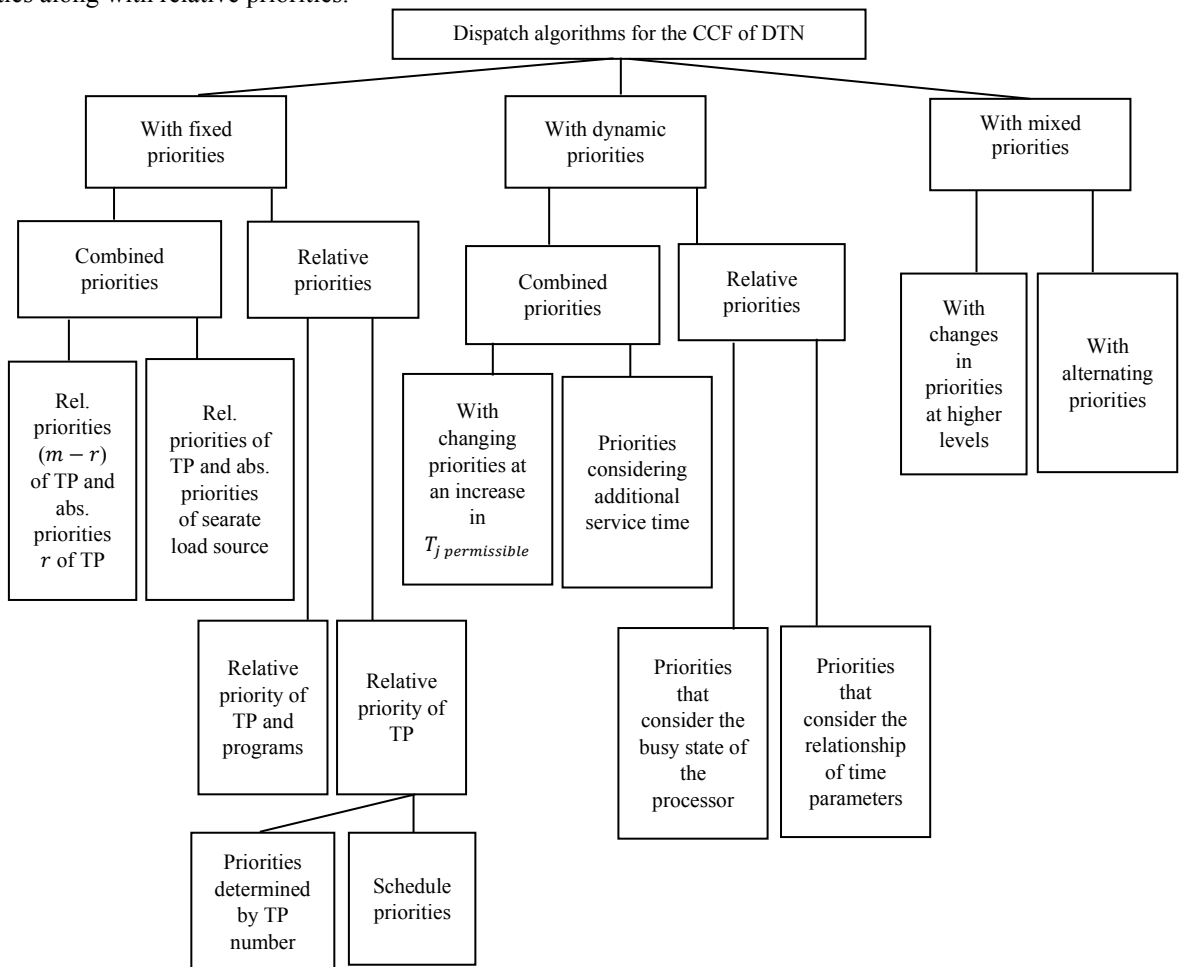 ties along with relative priorities.
Dispatch algorithms for the CCF of DTN
With fixed
priorities
With dynamic
priorities
With mixed
priorities
Combined
priorities
Relative
priorities
Combined
priorities
Relative
priorities
With
changes
in
priorities
at higher
levels
With
alternating
priorities
Rel.
priorities
(m − r)
of TP and
abs.
priorities
r of TP
Rel.
priorities of
TP and abs.
priorities
of searate
load source
With
changing
priorities at
an increase
in
T_{j permissible}
Priorities
considering
additional
service time
Relative
priority of
TP and
programs
Relative
priority of
TP
Priorities
that
consider the
busy state of
the
processor
Priorities
that
consider the
relationship
of time
parameters
Priorities
determined
by TP
number
Schedule
priorities